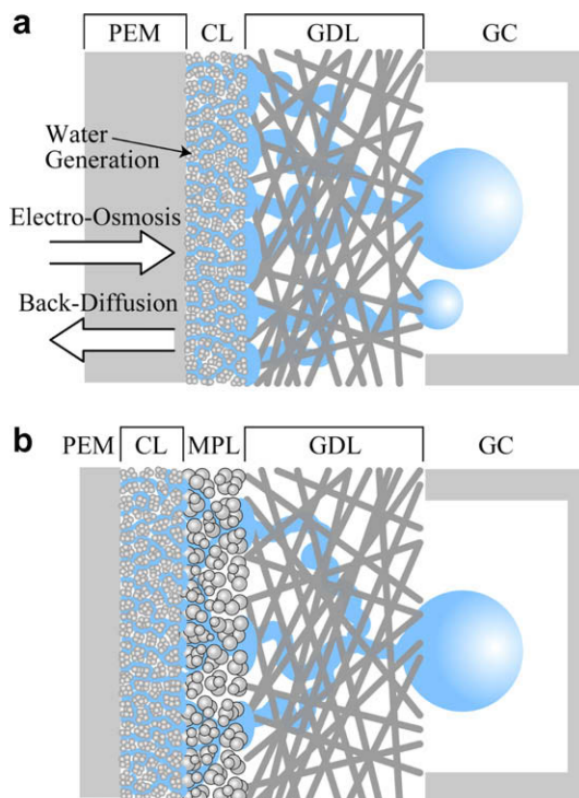 a
PEM CL GDL GC
Water
Generation
Electro-Osmosis
Back-Diffusion
b
PEM CL MPL GDL GC